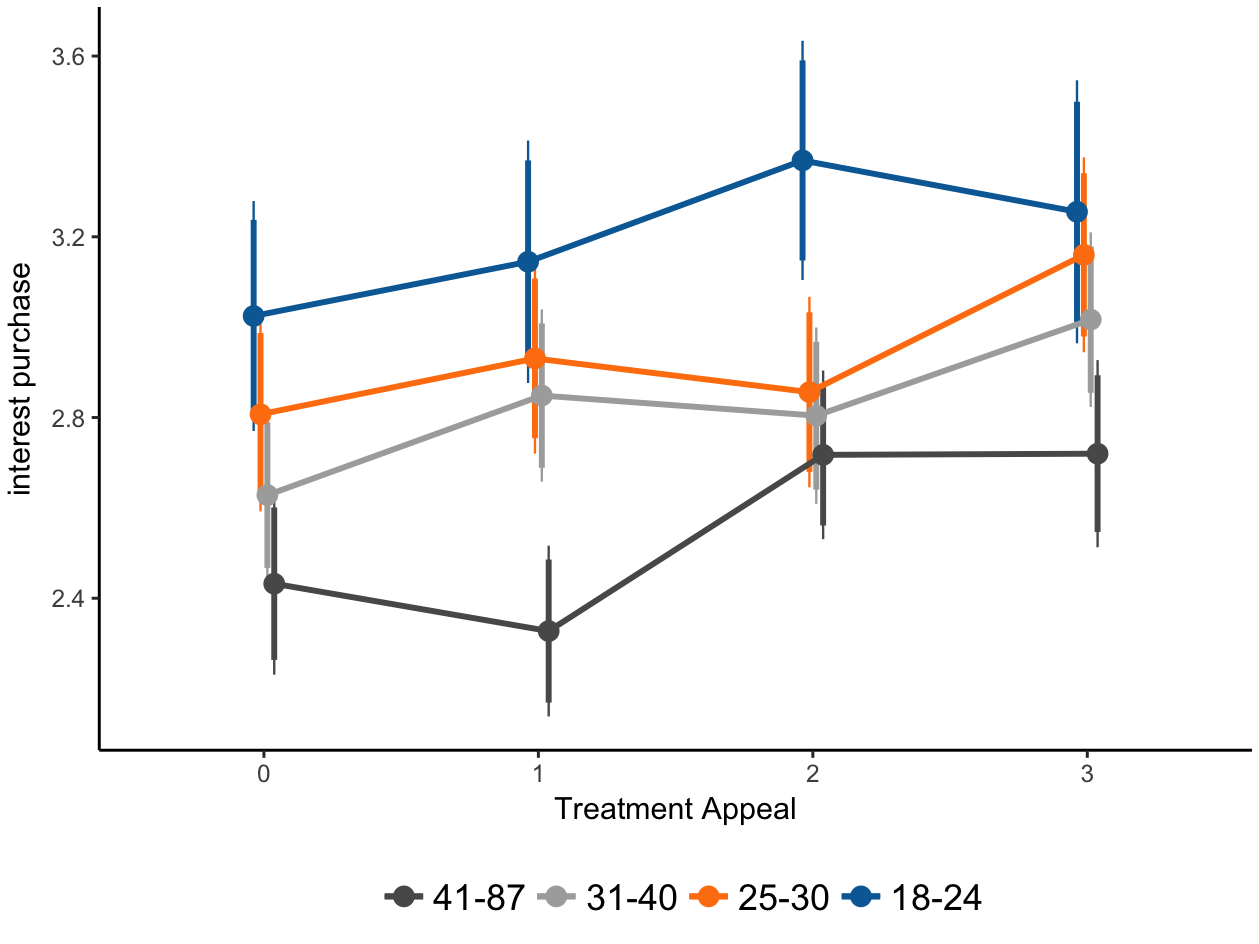 3.6
3.2
2.8
2.4
interest purchase
0 1 2 3
Treatment Appeal
41-87 31-40 25-30 18-24